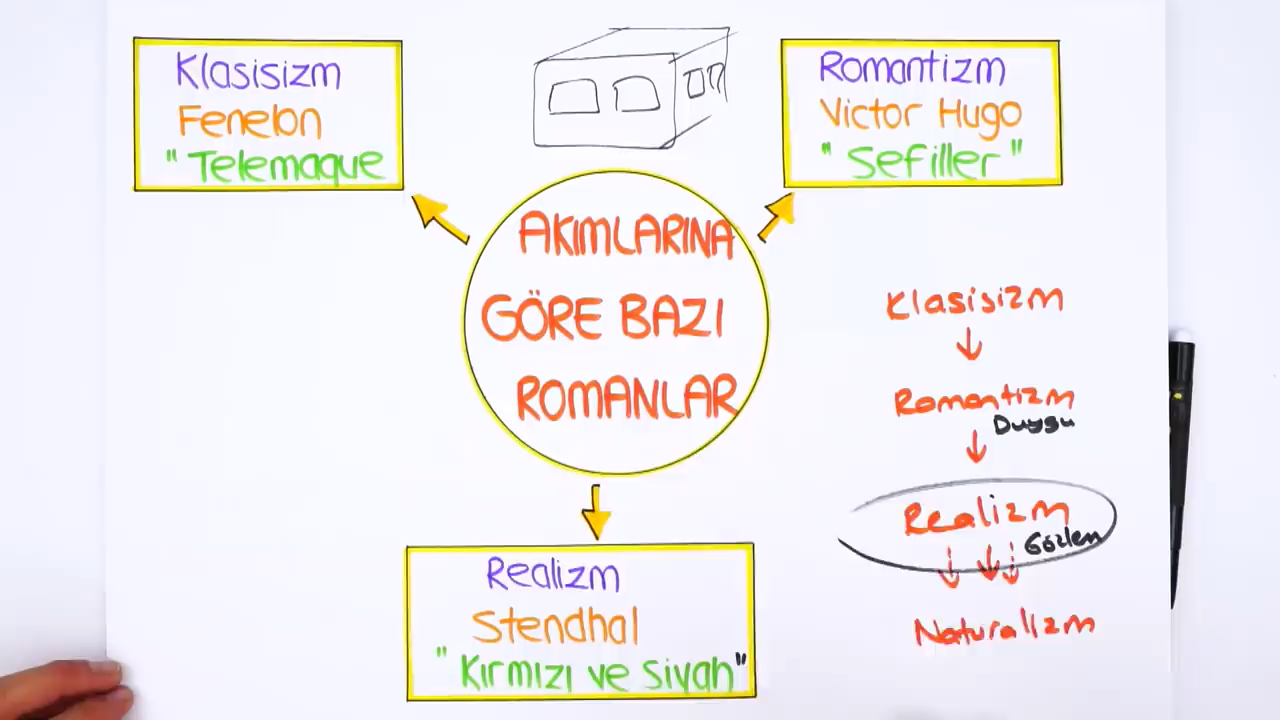 Klasisizm
Fenelon
"Telemaque
Romantizm
Victor Hugo
"Sefiller"
AKIMLARINA
GÖRE BAZI
ROMANLAR
Klasisizm
Romantizm
Duygu
Realizm
Gözlem
Naturalizm
Realizm
Stendhal
"Kırmızı ve Siyah"